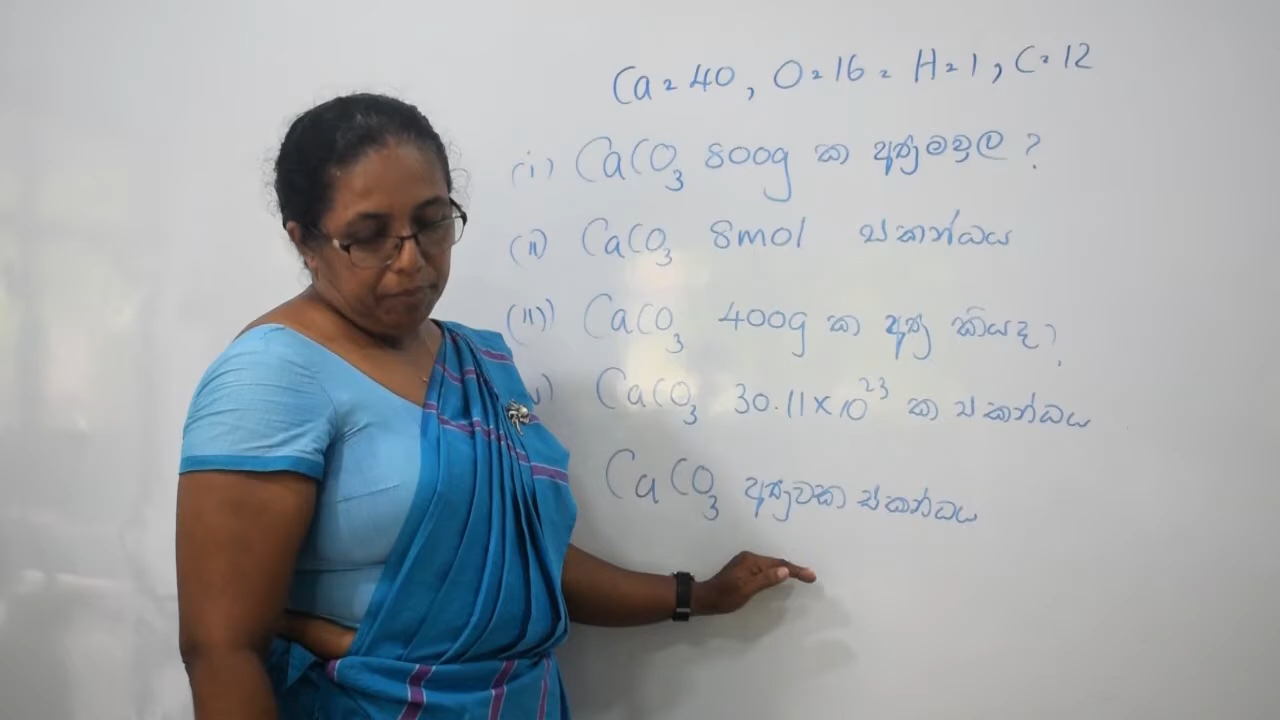 Ca = 40, O = 16, H = 1, C = 12
(i) CaCO₃ 800g ක අණු මවුල ?
(ii) CaCO₃ 8mol ස්කන්ධය
(iii) CaCO₃ 400g ක අණු කීයද ?
v) CaCO₃ 30.11×10²³ ක ස්කන්ධය
CaCO₃ අණුවක ස්කන්ධය